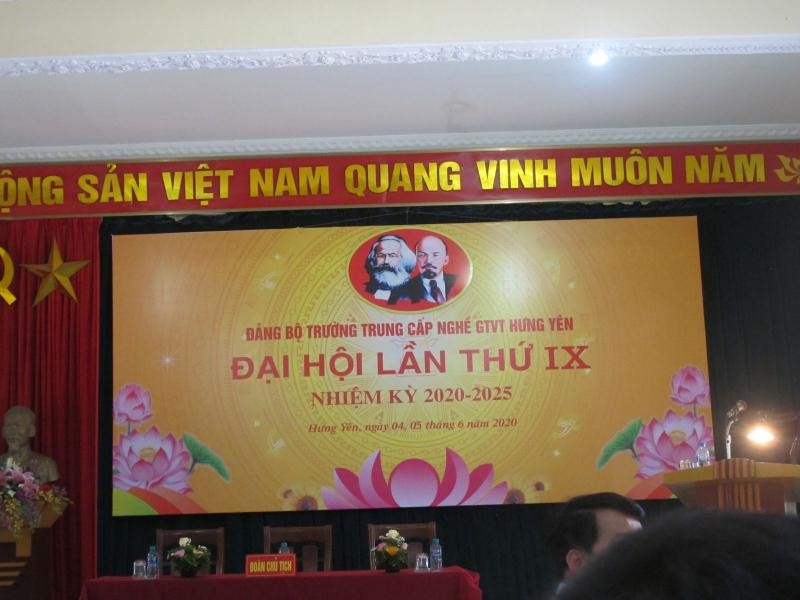 ỘNG SẢN VIỆT NAM QUANG VINH MUÔN NĂM
ĐẢNG BỘ TRƯỜNG TRUNG CẤP NGHỀ GTVT HƯNG YÊN
ĐẠI HỘI LẦN THỨ IX
NHIỆM KỲ 2020-2025
Hưng Yên, ngày 04, 05 tháng 6 năm 2020
ĐOÀN CHỦ TỊCH